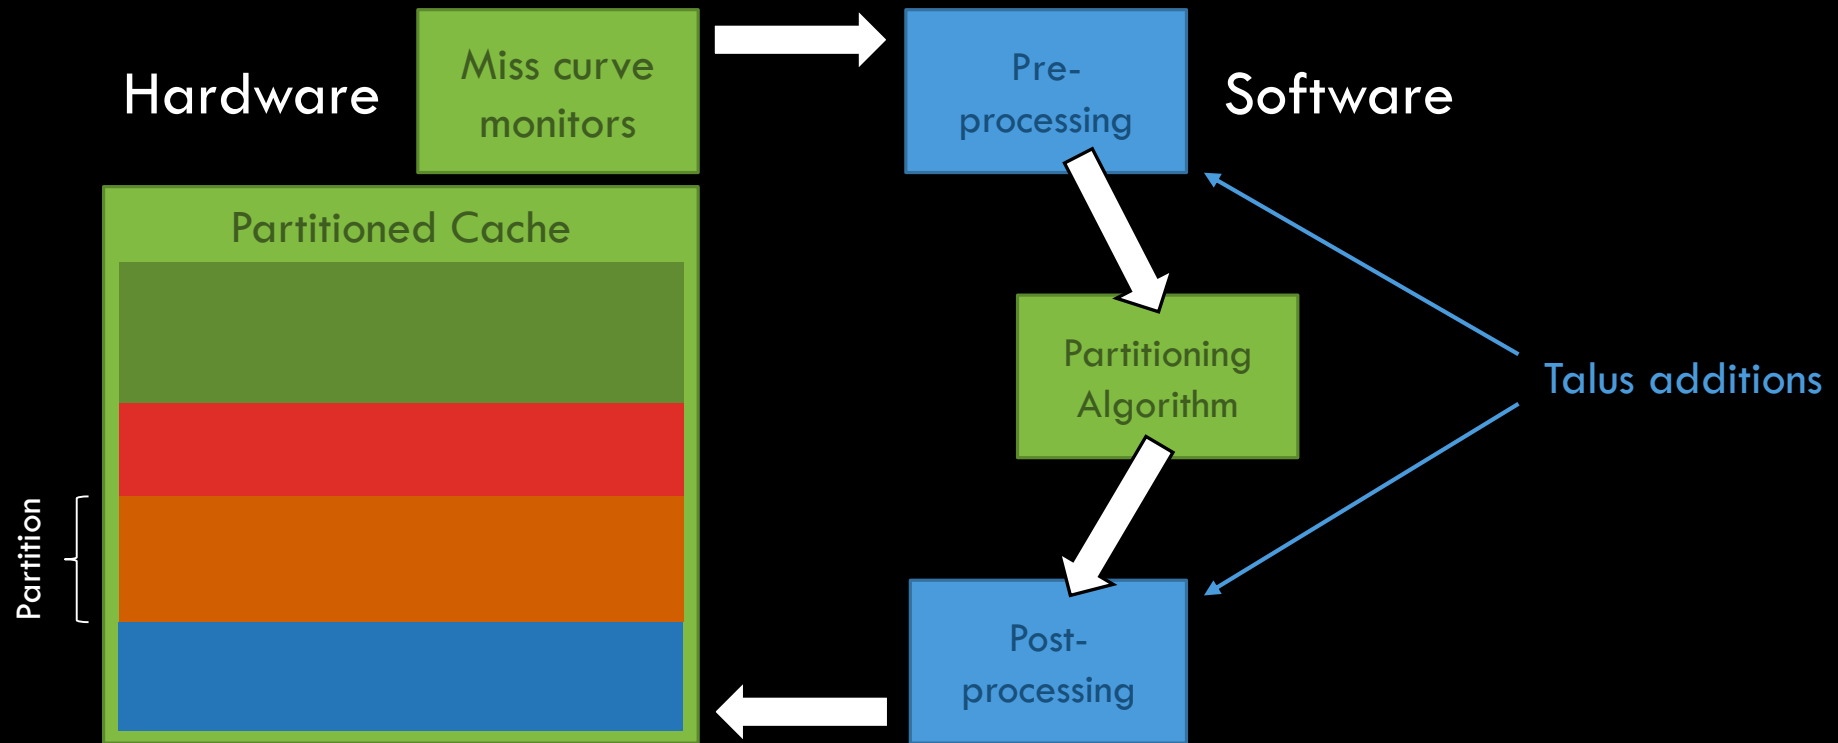 Hardware
Miss curve
monitors
Pre-
processing
Software
Partitioned Cache
Partitioning
Algorithm
Talus additions
Partition
Post-
processing